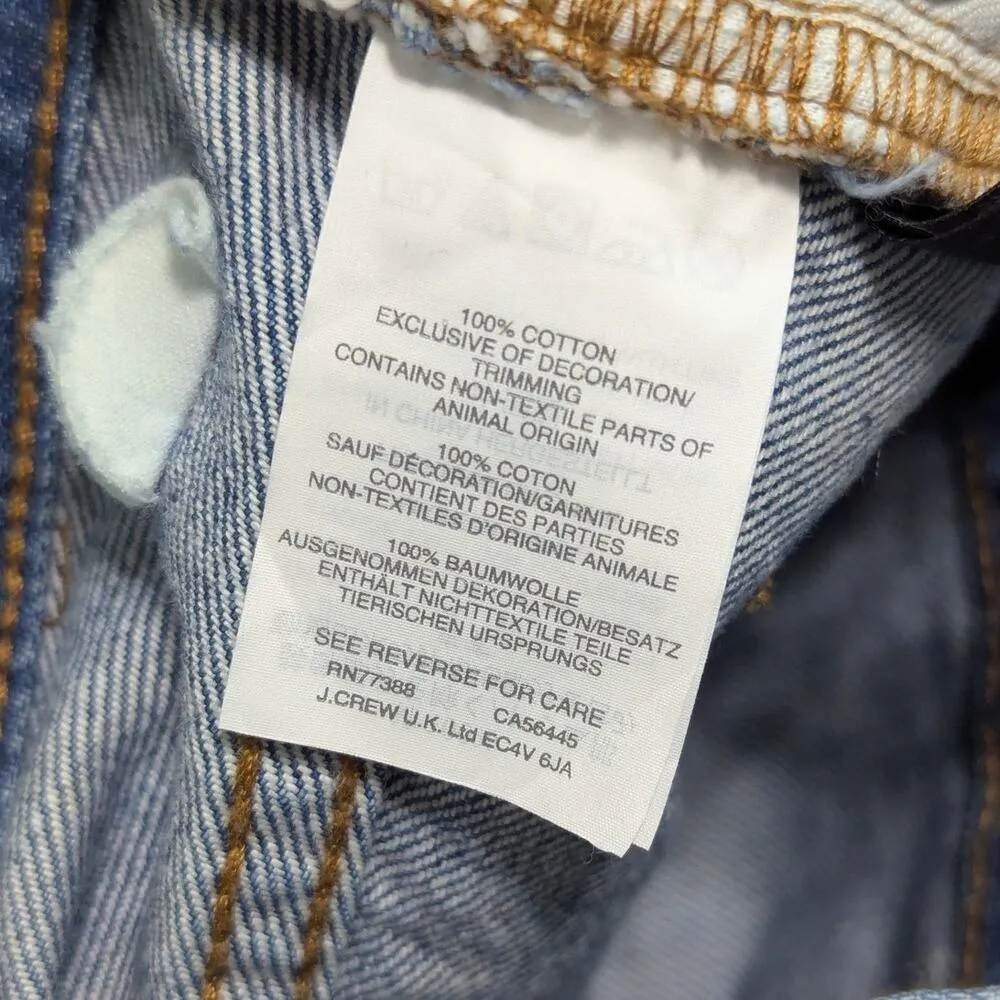 100% COTTON
EXCLUSIVE OF DECORATION/
TRIMMING
CONTAINS NON-TEXTILE PARTS OF
ANIMAL ORIGIN
100% COTON
SAUF DÉCORATION/GARNITURES
CONTIENT DES PARTIES
NON-TEXTILES D'ORIGINE ANIMALE
100% BAUMWOLLE
AUSGENOMMEN DEKORATION/BESATZ
ENTHÄLT NICHTTEXTILE TEILE
TIERISCHEN URSPRUNGS
SEE REVERSE FOR CARE
RN77388 CA56445
J.CREW U.K. Ltd EC4V 6JA